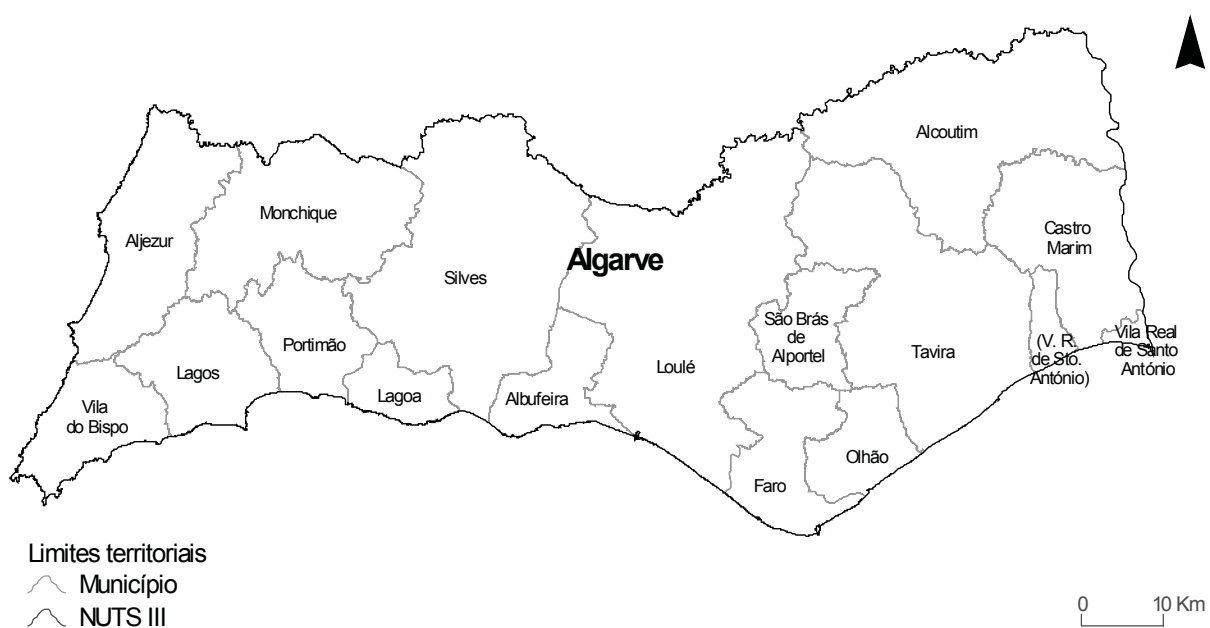 Alcoutim
Monchique
Aljezur
Castro
Marim
Algarve
Silves
São Brás
de
Alportel
Portimão
Vila Real
de Santo
António
(V. R.
de Sto.
António)
Tavira
Loulé
Lagos
Lagoa
Albufeira
Vila
do Bispo
Olhão
Faro
Limites territoriais
Município
NUTS III
0 10 Km